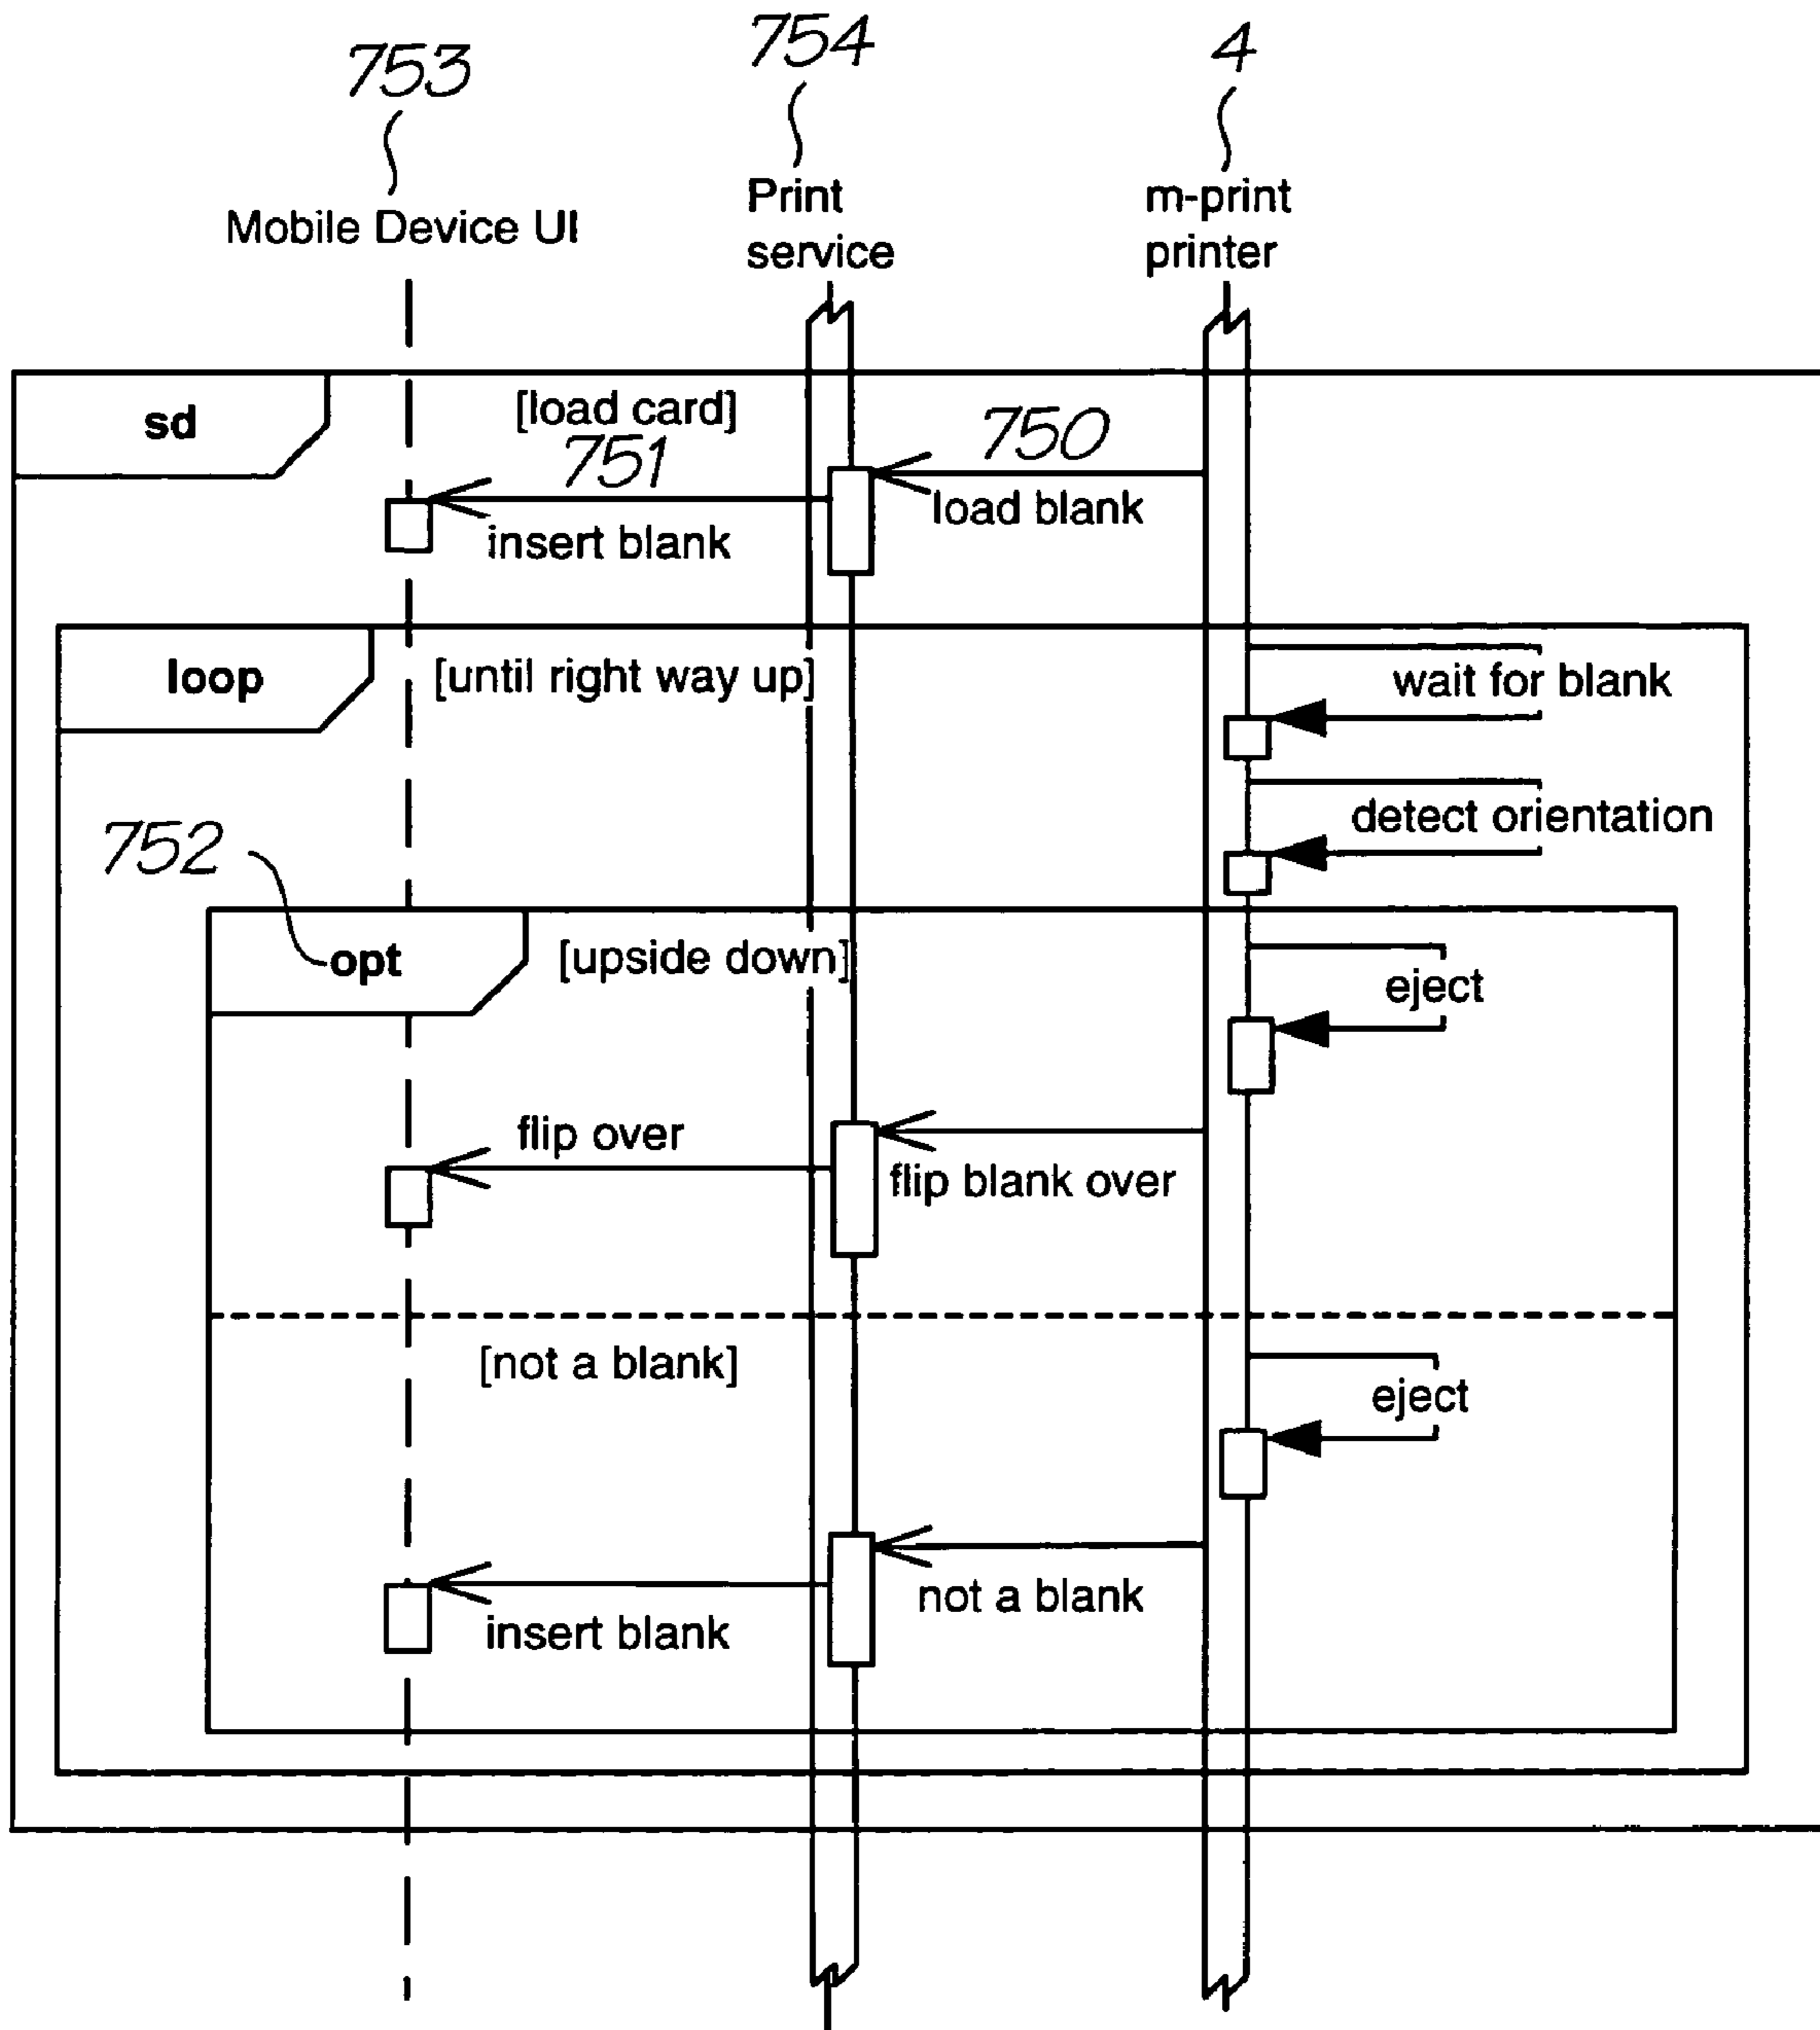 753
754
4
Mobile Device UI
Print
service
m-print
printer
sd
[load card]
751
750
insert blank
load blank
loop
[until right way up]
wait for blank
detect orientation
752
opt
[upside down]
eject
flip over
flip blank over
[not a blank]
eject
not a blank
insert blank